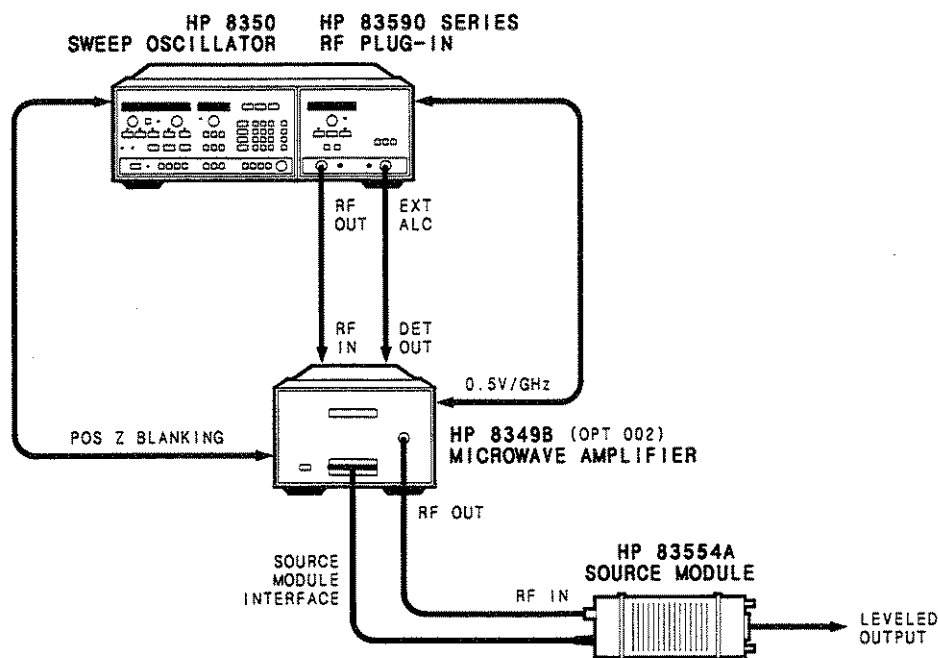 HP 8350
SWEEP OSCILLATOR
HP 83590 SERIES
RF PLUG-IN
RF
OUT
EXT
ALC
RF
IN
DET
OUT
0.5V/GHz
POS Z BLANKING
HP 8349B (OPT 002)
MICROWAVE AMPLIFIER
RF OUT
SOURCE
MODULE
INTERFACE
RF IN
HP 83554A
SOURCE MODULE
LEVELED
OUTPUT